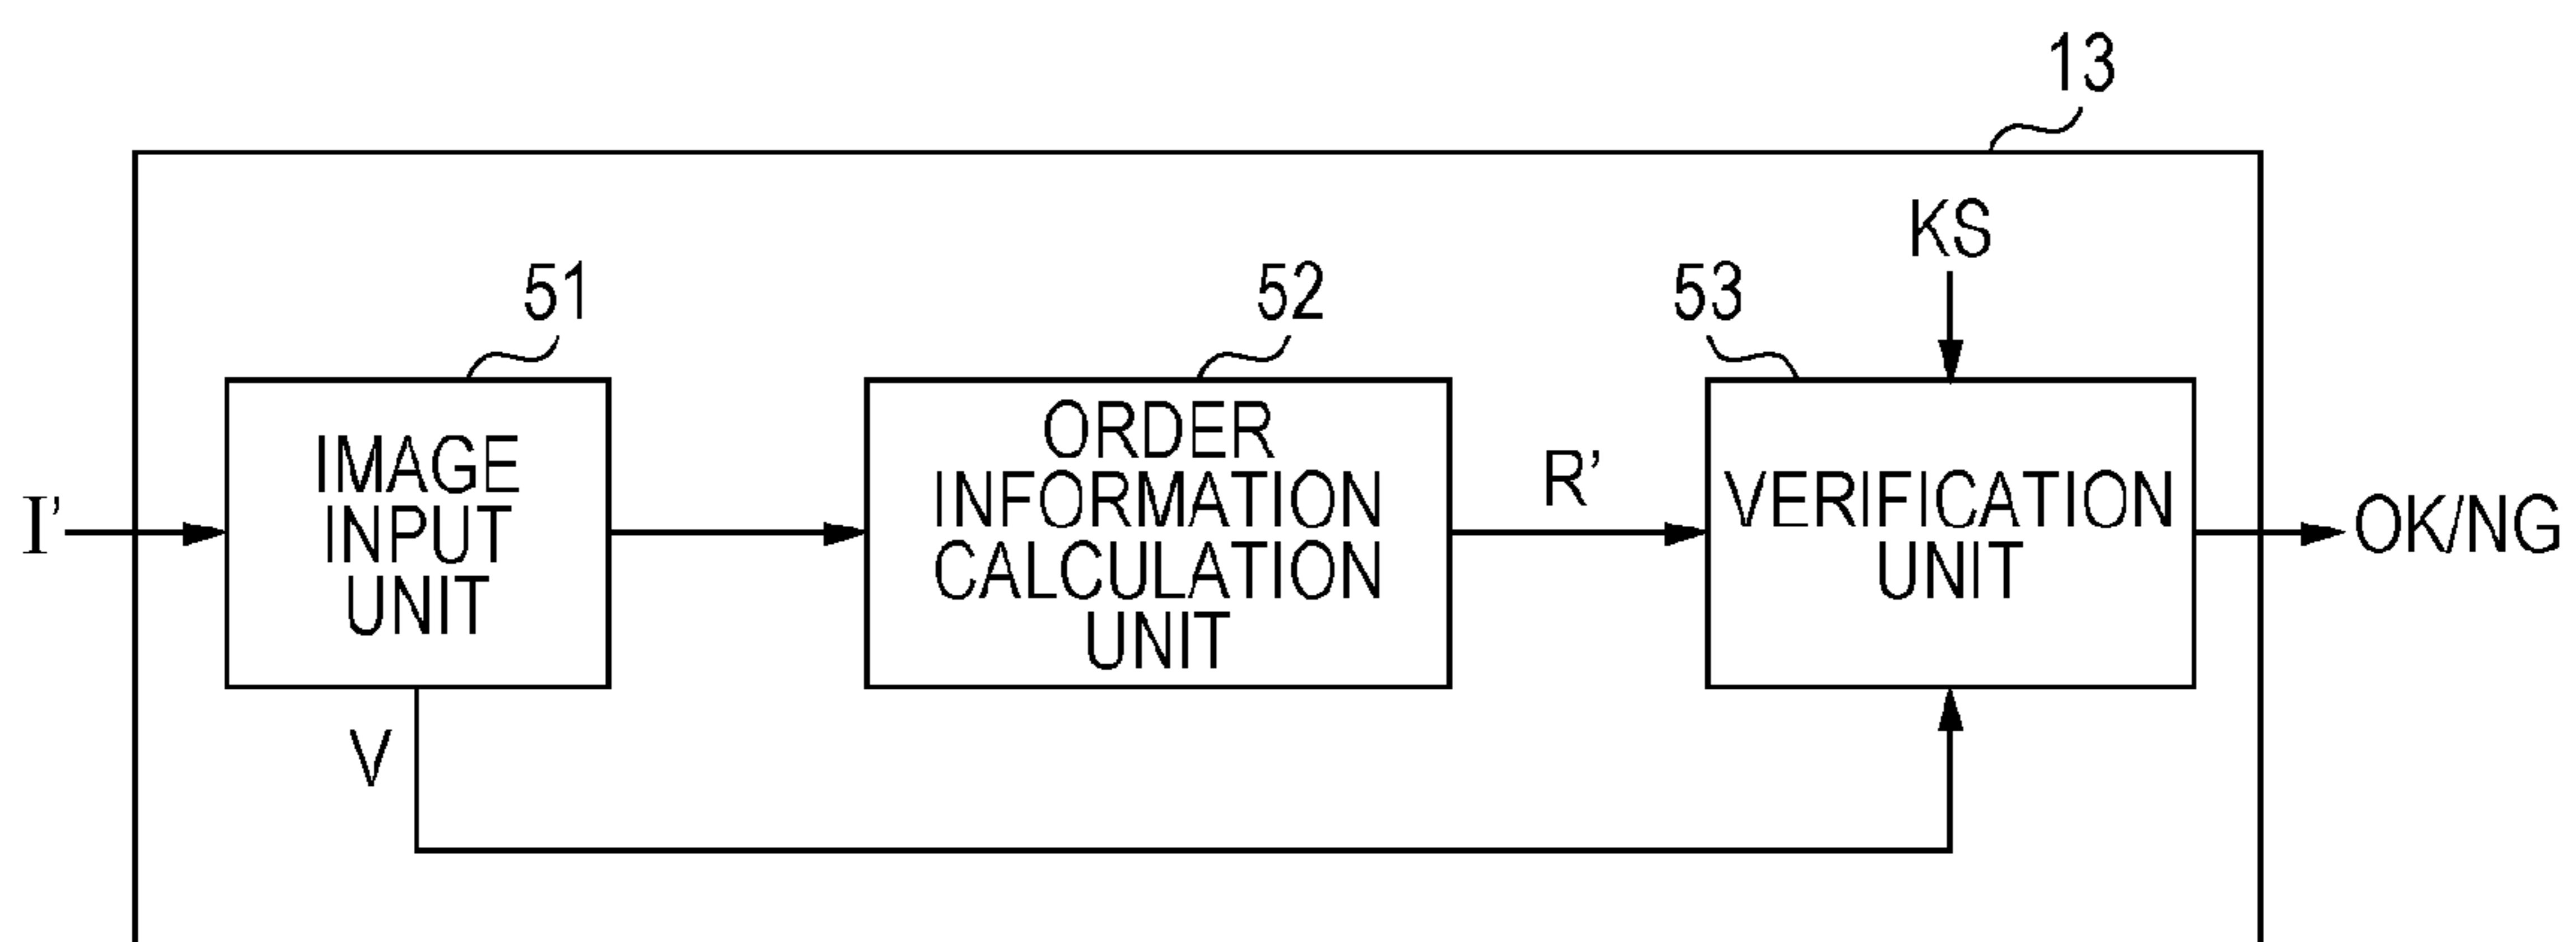 13
KS
51
52
53
IMAGE
INPUT
UNIT
ORDER
INFORMATION
CALCULATION
UNIT
VERIFICATION
UNIT
I’
R’
OK/NG
V